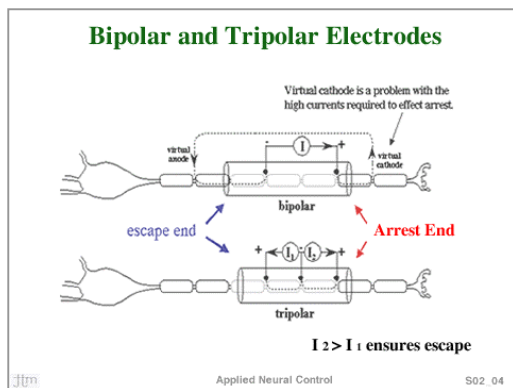 Bipolar and Tripolar Electrodes
Virtual cathode is a problem with the
high currents required to effect arrest.
virtual
anode
- I +
virtual
cathode
bipolar
escape end
Arrest End
+ I1 - I2 +
tripolar
I 2 > I 1 ensures escape
Applied Neural Control
S02_04